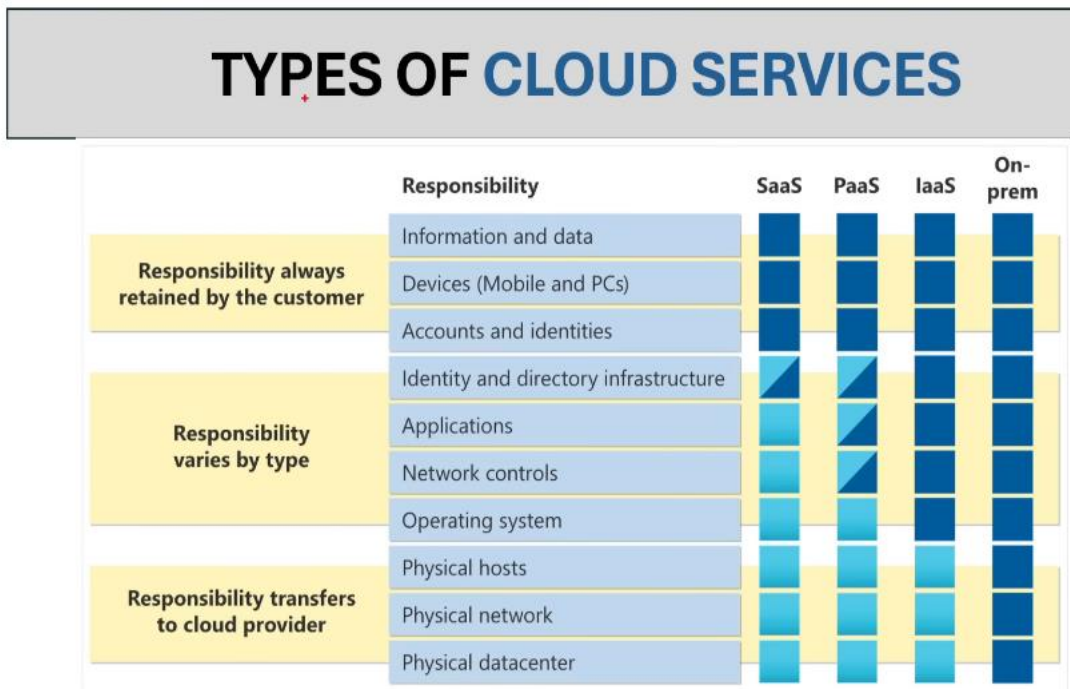 TYPES OF CLOUD SERVICES
Responsibility SaaS PaaS IaaS On-
prem
Responsibility always
retained by the customer
Information and data
Devices (Mobile and PCs)
Accounts and identities
Responsibility
varies by type
Identity and directory infrastructure
Applications
Network controls
Operating system
Responsibility transfers
to cloud provider
Physical hosts
Physical network
Physical datacenter